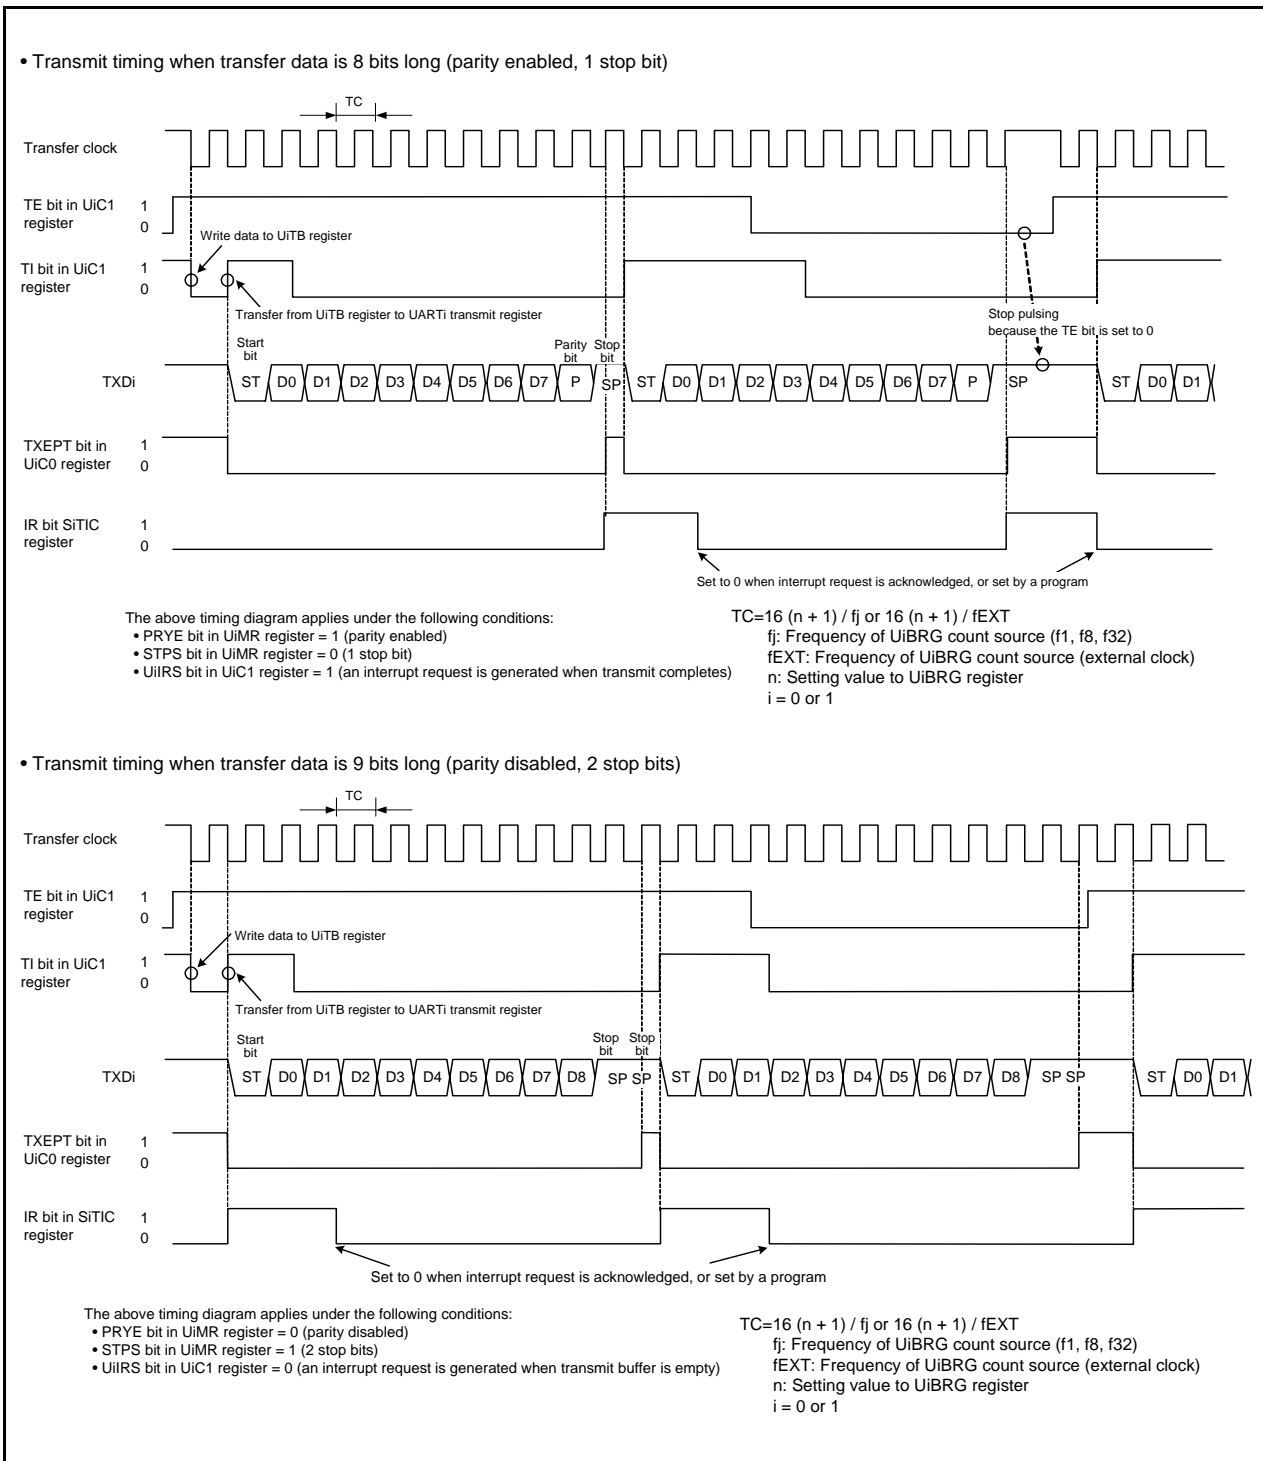 • Transmit timing when transfer data is 8 bits long (parity enabled, 1 stop bit)
TC
Transfer clock
TE bit in UiC1
register
1
0
Write data to UiTB register
TI bit in UiC1
register
1
0
Transfer from UiTB register to UARTi transmit register
Stop pulsing
because the TE bit is set to 0
Start
bit
Parity
bit
Stop
bit
TXDi
ST D0 D1 D2 D3 D4 D5 D6 D7 P SP ST D0 D1 D2 D3 D4 D5 D6 D7 P SP ST D0 D1
TXEPT bit in
UiC0 register
1
0
IR bit SiTIC
register
1
0
Set to 0 when interrupt request is acknowledged, or set by a program
The above timing diagram applies under the following conditions:
• PRYE bit in UiMR register = 1 (parity enabled)
• STPS bit in UiMR register = 0 (1 stop bit)
• UiIRS bit in UiC1 register = 1 (an interrupt request is generated when transmit completes)
TC=16 (n + 1) / fj or 16 (n + 1) / fEXT
fj: Frequency of UiBRG count source (f1, f8, f32)
fEXT: Frequency of UiBRG count source (external clock)
n: Setting value to UiBRG register
i = 0 or 1
• Transmit timing when transfer data is 9 bits long (parity disabled, 2 stop bits)
TC
Transfer clock
TE bit in UiC1
register
1
0
Write data to UiTB register
TI bit in UiC1
register
1
0
Transfer from UiTB register to UARTi transmit register
Start
bit
Stop
bit
Stop
bit
TXDi
ST D0 D1 D2 D3 D4 D5 D6 D7 D8 SP SP ST D0 D1 D2 D3 D4 D5 D6 D7 D8 SP SP ST D0 D1
TXEPT bit in
UiC0 register
1
0
IR bit in SiTIC
register
1
0
Set to 0 when interrupt request is acknowledged, or set by a program
The above timing diagram applies under the following conditions:
• PRYE bit in UiMR register = 0 (parity disabled)
• STPS bit in UiMR register = 1 (2 stop bits)
• UiIRS bit in UiC1 register = 0 (an interrupt request is generated when transmit buffer is empty)
TC=16 (n + 1) / fj or 16 (n + 1) / fEXT
fj: Frequency of UiBRG count source (f1, f8, f32)
fEXT: Frequency of UiBRG count source (external clock)
n: Setting value to UiBRG register
i = 0 or 1